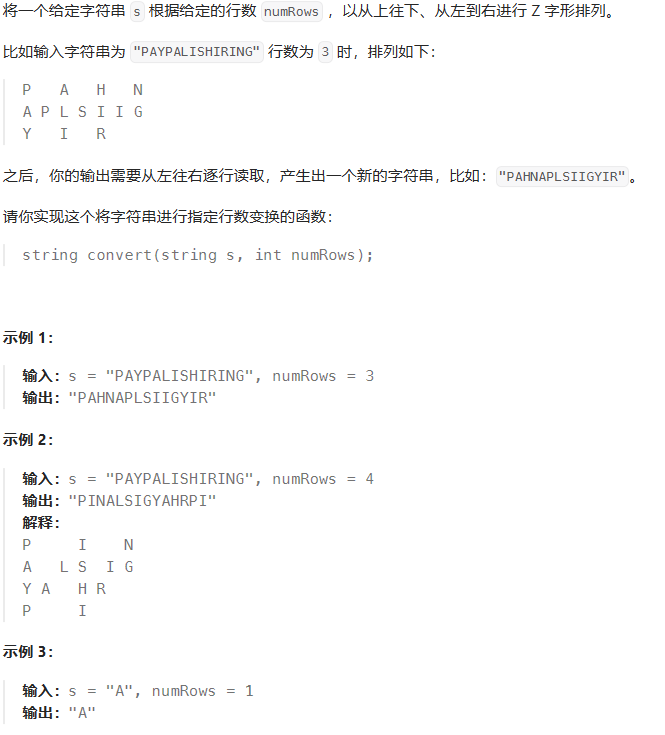 将一个给定字符串 s 根据给定的行数 numRows ，以从上往下、从左到右进行 Z 字形排列。
比如输入字符串为 "PAYPALISHIRING" 行数为 3 时，排列如下：
P   A   H   N
A P L S I I G
Y   I   R
之后，你的输出需要从左往右逐行读取，产生出一个新的字符串，比如："PAHNAPLSIIGYIR"。
请你实现这个将字符串进行指定行数变换的函数：
string convert(string s, int numRows);
示例 1：
输入：s = "PAYPALISHIRING", numRows = 3
输出："PAHNAPLSIIGYIR"
示例 2：
输入：s = "PAYPALISHIRING", numRows = 4
输出："PINALSIGYAHRPI"
解释：
P     I    N
A   L S  I G
Y A   H R
P     I
示例 3：
输入：s = "A", numRows = 1
输出："A"